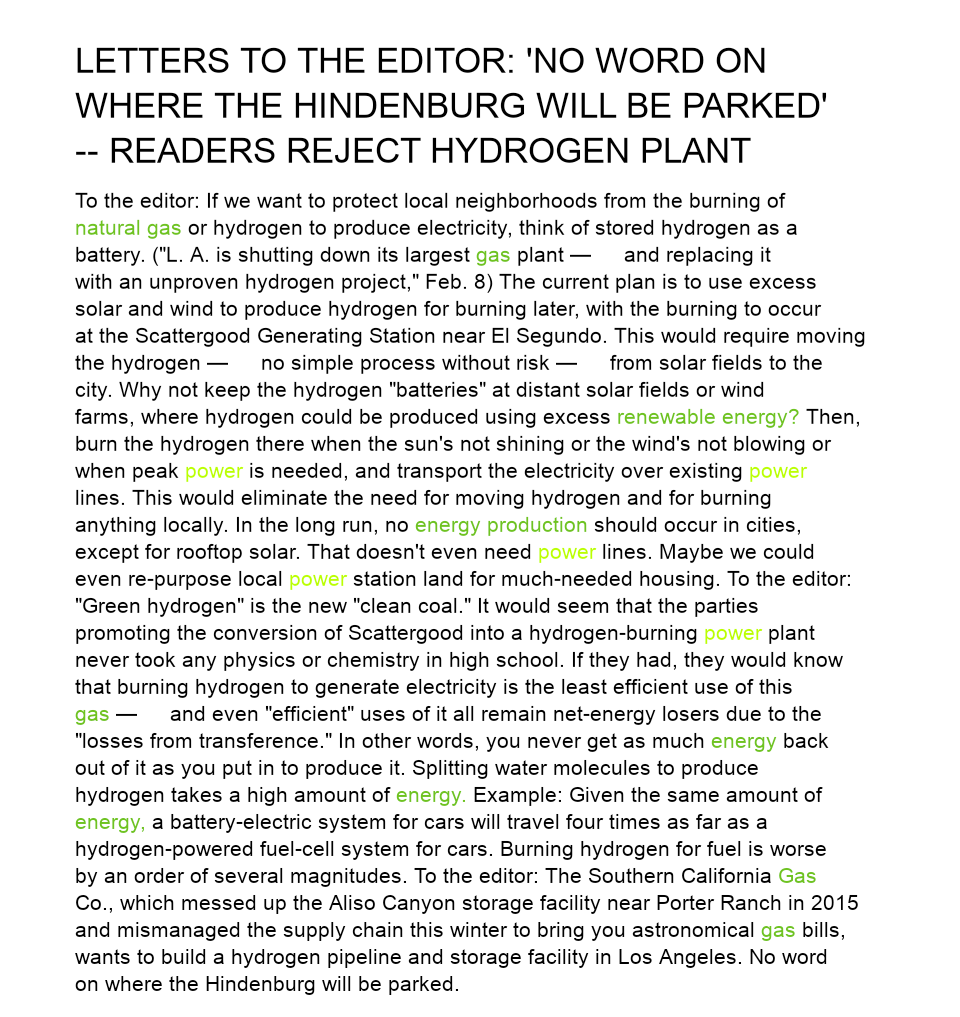 LETTERS TO THE EDITOR: 'NO WORD ON
WHERE THE HINDENBURG WILL BE PARKED'
-- READERS REJECT HYDROGEN PLANT
To the editor: If we want to protect local neighborhoods from the burning of
natural gas or hydrogen to produce electricity, think of stored hydrogen as a
battery. ("L. A. is shutting down its largest gas plant — and replacing it
with an unproven hydrogen project," Feb. 8) The current plan is to use excess
solar and wind to produce hydrogen for burning later, with the burning to occur
at the Scattergood Generating Station near El Segundo. This would require moving
the hydrogen — no simple process without risk — from solar fields to the
city. Why not keep the hydrogen "batteries" at distant solar fields or wind
farms, where hydrogen could be produced using excess renewable energy? Then,
burn the hydrogen there when the sun's not shining or the wind's not blowing or
when peak power is needed, and transport the electricity over existing power
lines. This would eliminate the need for moving hydrogen and for burning
anything locally. In the long run, no energy production should occur in cities,
except for rooftop solar. That doesn't even need power lines. Maybe we could
even re-purpose local power station land for much-needed housing. To the editor:
"Green hydrogen" is the new "clean coal." It would seem that the parties
promoting the conversion of Scattergood into a hydrogen-burning power plant
never took any physics or chemistry in high school. If they had, they would know
that burning hydrogen to generate electricity is the least efficient use of this
gas — and even "efficient" uses of it all remain net-energy losers due to the
"losses from transference." In other words, you never get as much energy back
out of it as you put in to produce it. Splitting water molecules to produce
hydrogen takes a high amount of energy. Example: Given the same amount of
energy, a battery-electric system for cars will travel four times as far as a
hydrogen-powered fuel-cell system for cars. Burning hydrogen for fuel is worse
by an order of several magnitudes. To the editor: The Southern California Gas
Co., which messed up the Aliso Canyon storage facility near Porter Ranch in 2015
and mismanaged the supply chain this winter to bring you astronomical gas bills,
wants to build a hydrogen pipeline and storage facility in Los Angeles. No word
on where the Hindenburg will be parked.